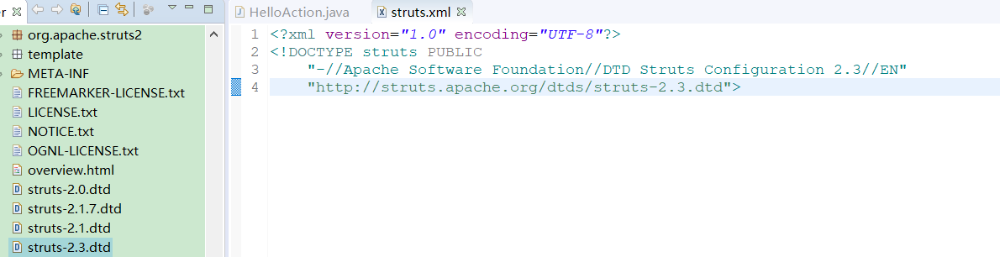 er
HelloAction.java
struts.xml
org.apache.struts2
template
META-INF
FREEMARKER-LICENSE.txt
LICENSE.txt
NOTICE.txt
OGNL-LICENSE.txt
overview.html
struts-2.0.dtd
struts-2.1.7.dtd
struts-2.1.dtd
struts-2.3.dtd
1 <?xml version="1.0" encoding="UTF-8"?>
2 <!DOCTYPE struts PUBLIC
3 "-//Apache Software Foundation//DTD Struts Configuration 2.3//EN"
4 "http://struts.apache.org/dtds/struts-2.3.dtd">